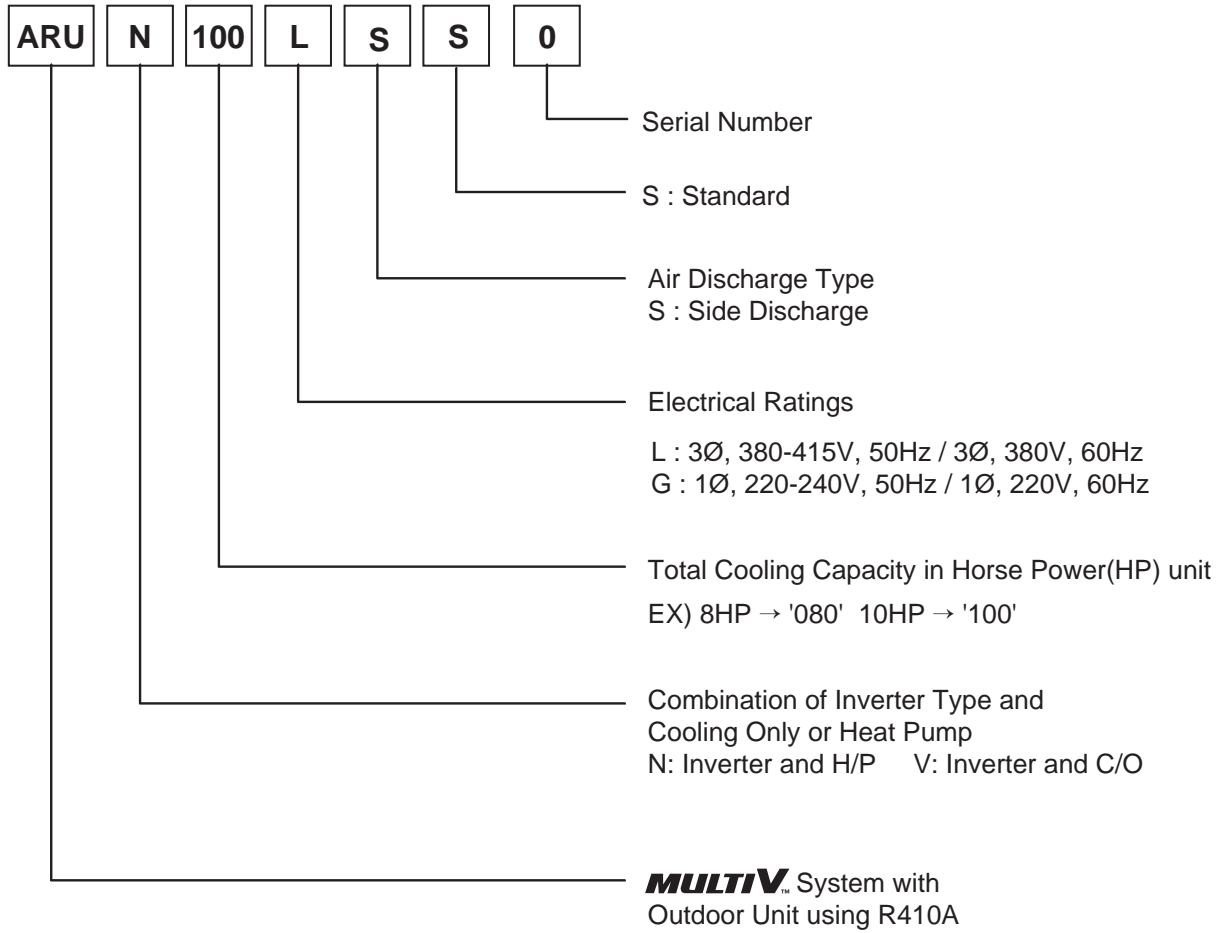 ARU N 100 L S S 0
Serial Number
S : Standard
Air Discharge Type
S : Side Discharge
Electrical Ratings
L : 3Ø, 380-415V, 50Hz / 3Ø, 380V, 60Hz
G : 1Ø, 220-240V, 50Hz / 1Ø, 220V, 60Hz
Total Cooling Capacity in Horse Power(HP) unit
EX) 8HP → '080' 10HP → '100'
Combination of Inverter Type and
Cooling Only or Heat Pump
N: Inverter and H/P V: Inverter and C/O
MULTI V™ System with
Outdoor Unit using R410A